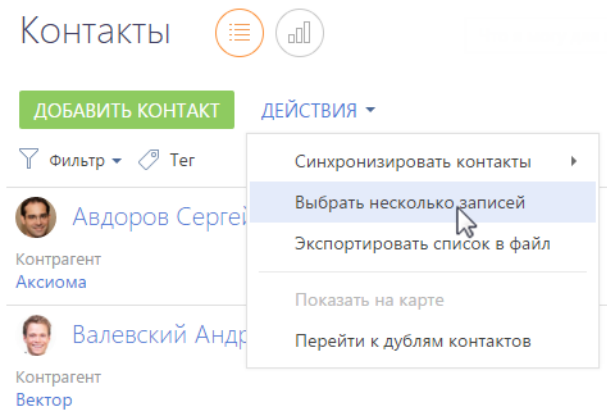 Контакты
ДОБАВИТЬ КОНТАКТ ДЕЙСТВИЯ
Фильтр Тег
Синхронизировать контакты
Выбрать несколько записей
Экспортировать список в файл
Показать на карте
Перейти к дублям контактов
Авдоров Сергей
Контрагент
Аксиома
Валевский Андр
Контрагент
Вектор